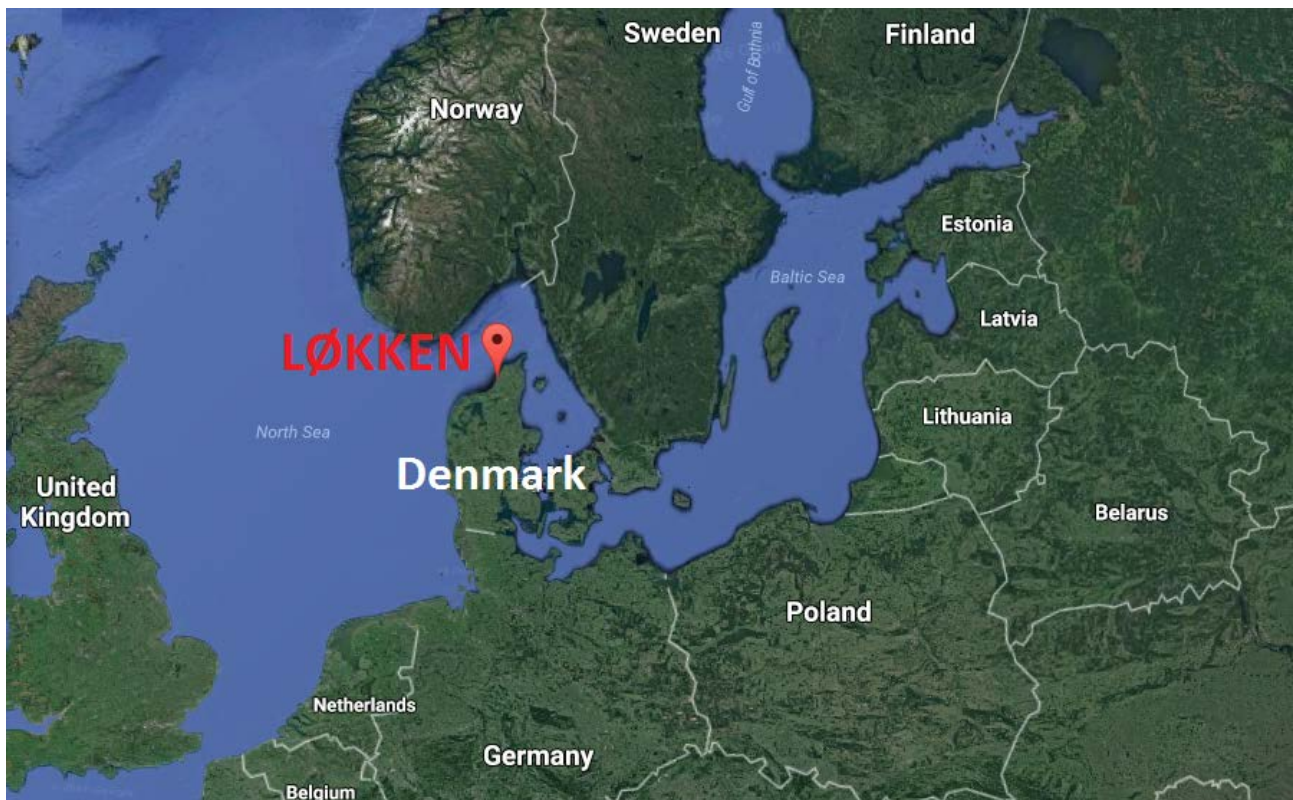 Sweden
Finland
Gulf of Bothnia
Norway
Estonia
Baltic Sea
Latvia
LØKKEN
Lithuania
North Sea
Denmark
United
Kingdom
Belarus
Poland
Netherlands
Germany
Belgium